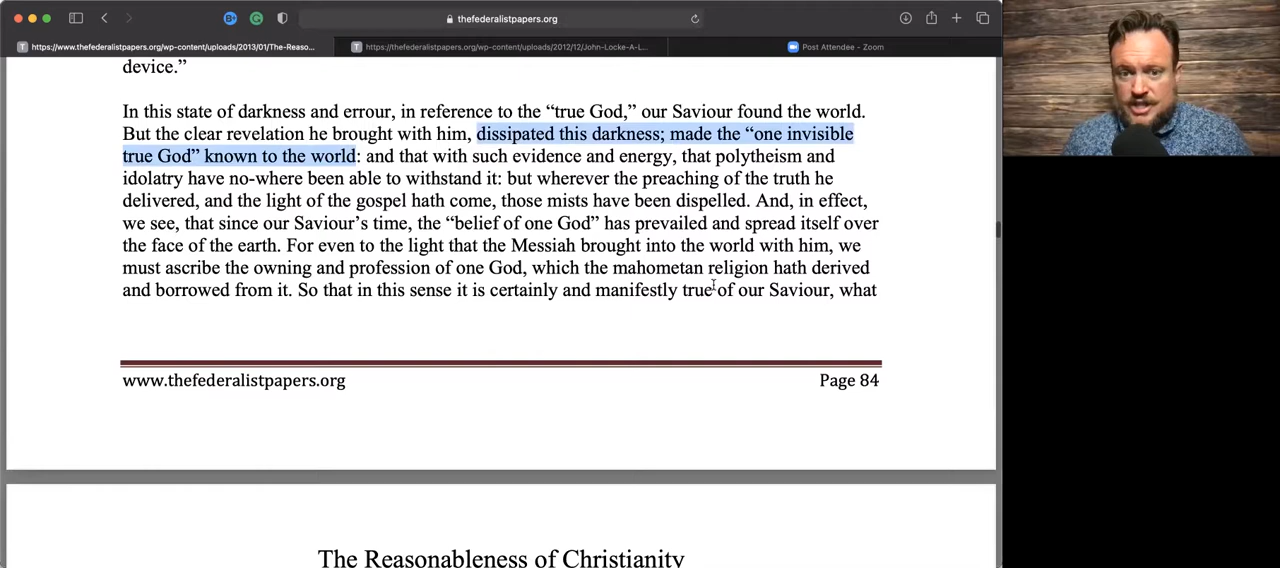 thefederalistpapers.org
https://www.thefederalistpapers.org/wp-content/uploads/2013/01/The-Reaso...
https://thefederalistpapers.org/wp-content/uploads/2012/12/John-Locke-A-L...
Post Attendee - Zoom
device.”
In this state of darkness and errour, in reference to the “true God,” our Saviour found the world.
But the clear revelation he brought with him, dissipated this darkness; made the “one invisible
true God” known to the world: and that with such evidence and energy, that polytheism and
idolatry have no-where been able to withstand it: but wherever the preaching of the truth he
delivered, and the light of the gospel hath come, those mists have been dispelled. And, in effect,
we see, that since our Saviour’s time, the “belief of one God” has prevailed and spread itself over
the face of the earth. For even to the light that the Messiah brought into the world with him, we
must ascribe the owning and profession of one God, which the mahometan religion hath derived
and borrowed from it. So that in this sense it is certainly and manifestly true of our Saviour, what
www.thefederalistpapers.org Page 84
The Reasonableness of Christianity